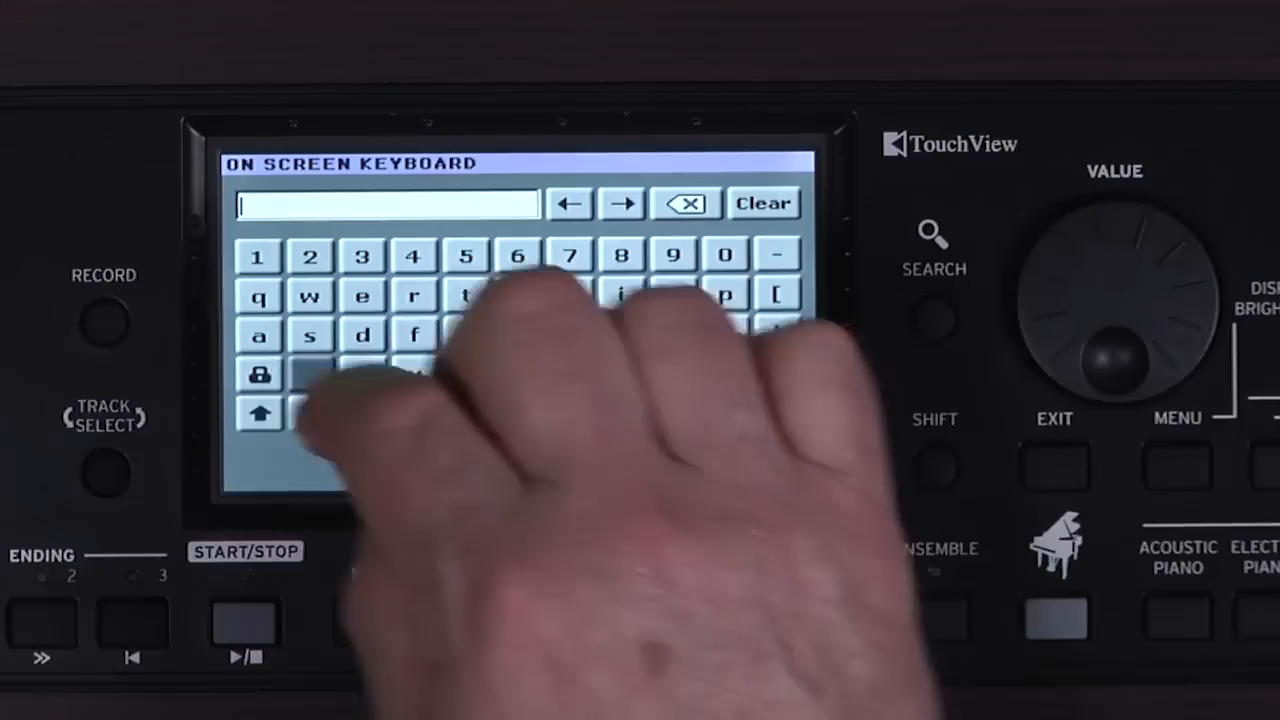 ON SCREEN KEYBOARD
Clear
1 2 3 4 5 6 7 8 9 0 -
q w e r t i p [
a s d f
TouchView
VALUE
SEARCH
RECORD
TRACK
SELECT
SHIFT
EXIT
MENU
ENDING
2
3
START/STOP
ACOUSTIC
PIANO